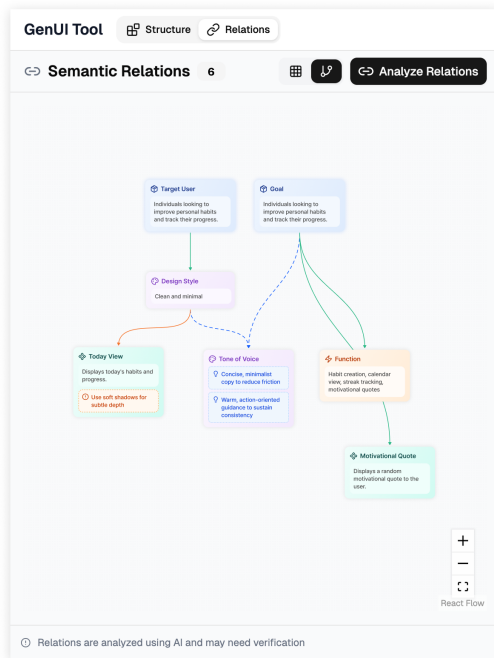 GenUI Tool
Structure
Relations
Semantic Relations 6
Analyze Relations
Target User
Individuals looking to
improve personal habits
and track their progress.
Goal
Individuals looking to
improve personal habits
and track their progress.
Design Style
Clean and minimal
Today View
Displays today's habits and
progress.
Use soft shadows for
subtle depth
Tone of Voice
Concise, minimalist
copy to reduce friction
Warm, action-oriented
guidance to sustain
consistency
Function
Habit creation, calendar
view, streak tracking,
motivational quotes
Motivational Quote
Displays a random
motivational quote to the
user.
React Flow
Relations are analyzed using AI and may need verification